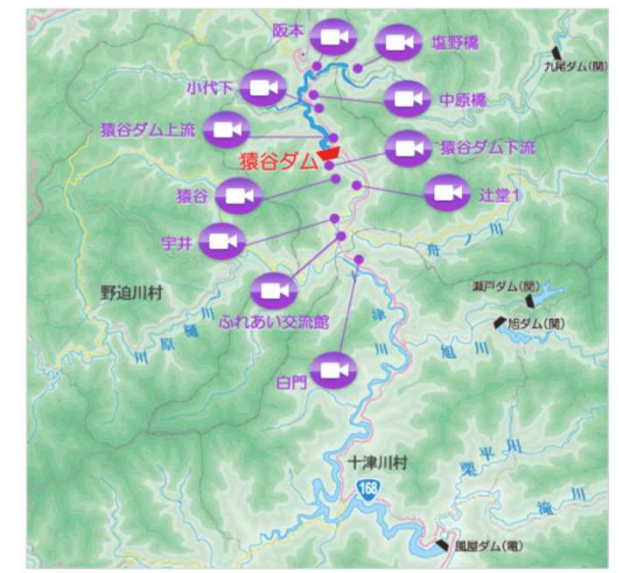 阪本
塩野橋
九尾ダム(関)
小代下
中原橋
猿谷ダム上流
猿谷ダム下流
猿谷ダム
猿谷
辻堂1
宇井
舟ノ川
瀬戸ダム(関)
野迫川村
ふれあい交流館
川原樋川
津川
旭川
旭ダム(関)
白門
十津川村
栗平川
168
滝川
風屋ダム(電)